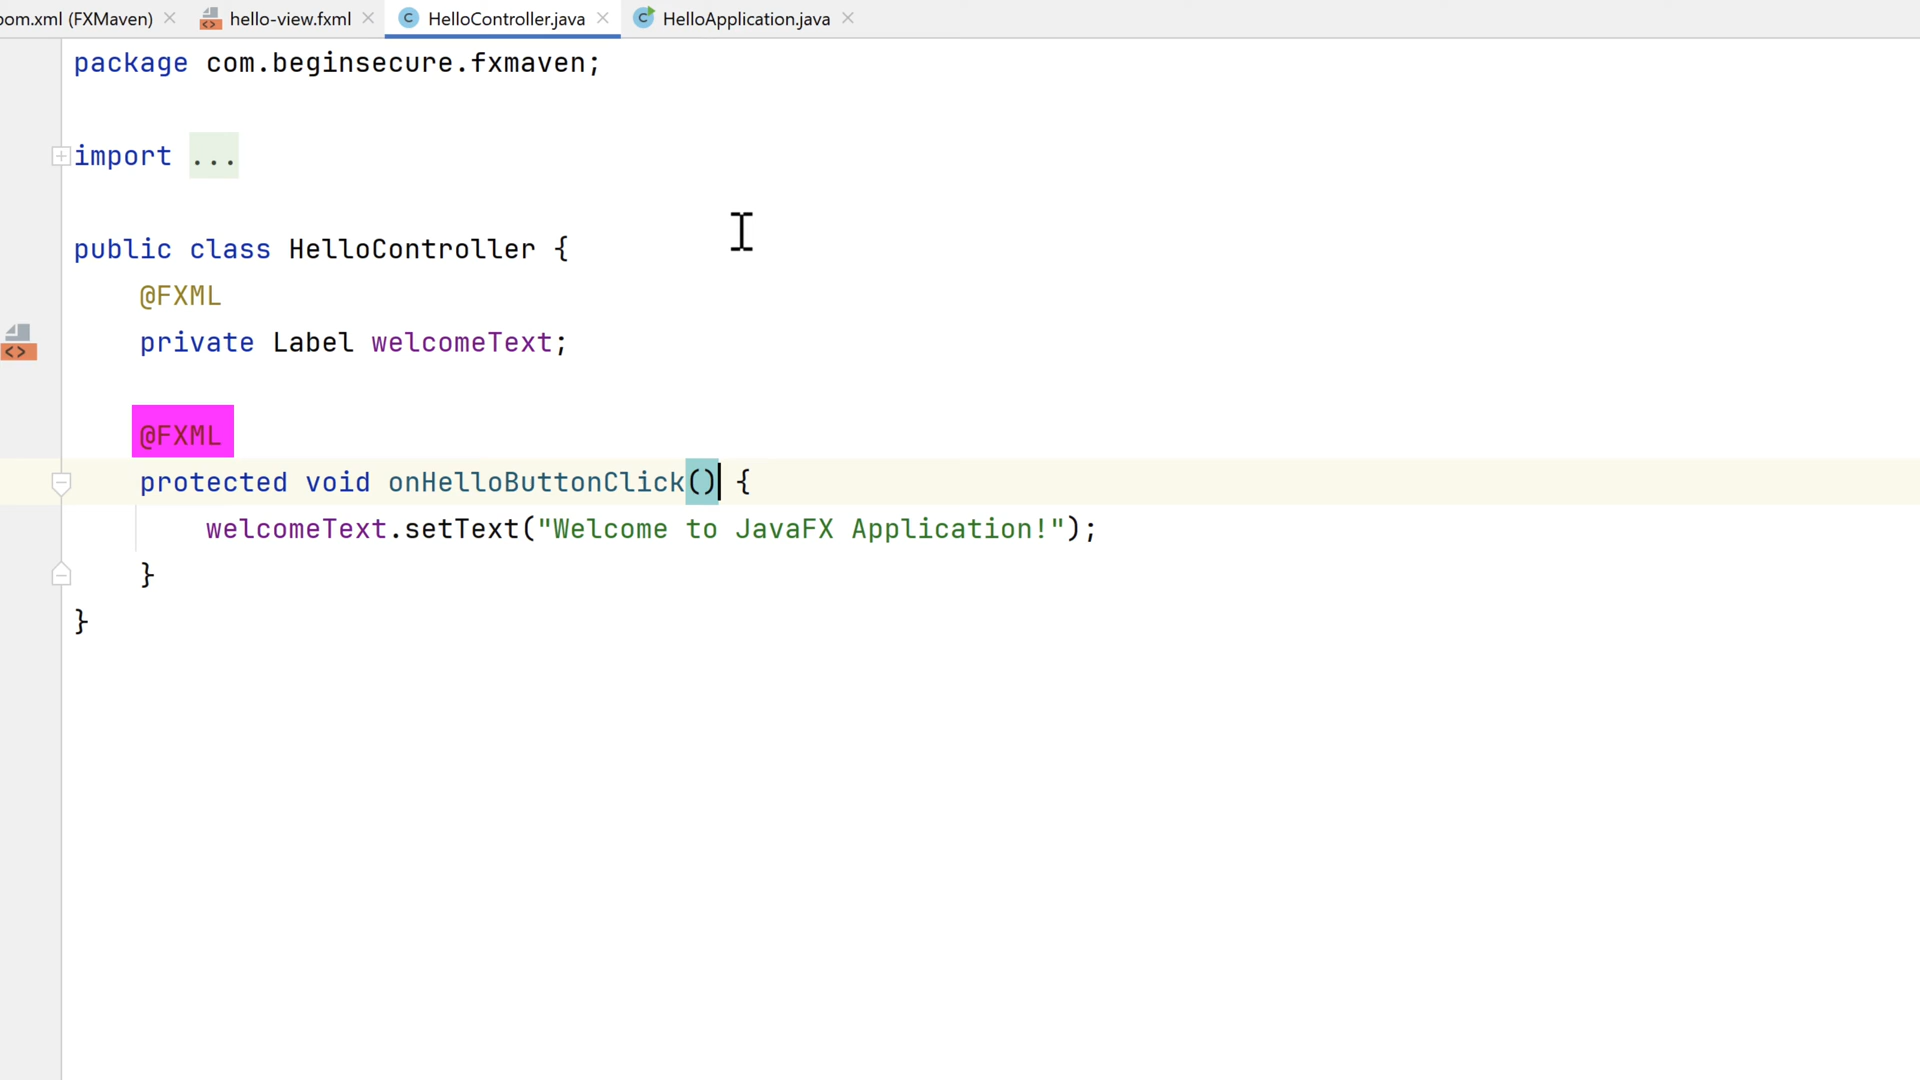 om.xml (FXMaven) hello-view.fxml HelloController.java HelloApplication.java
package com.beginsecure.fxmaven;
import ...
public class HelloController {
@FXML
private Label welcomeText;
@FXML
protected void onHelloButtonClick() {
welcomeText.setText("Welcome to JavaFX Application!");
}
}